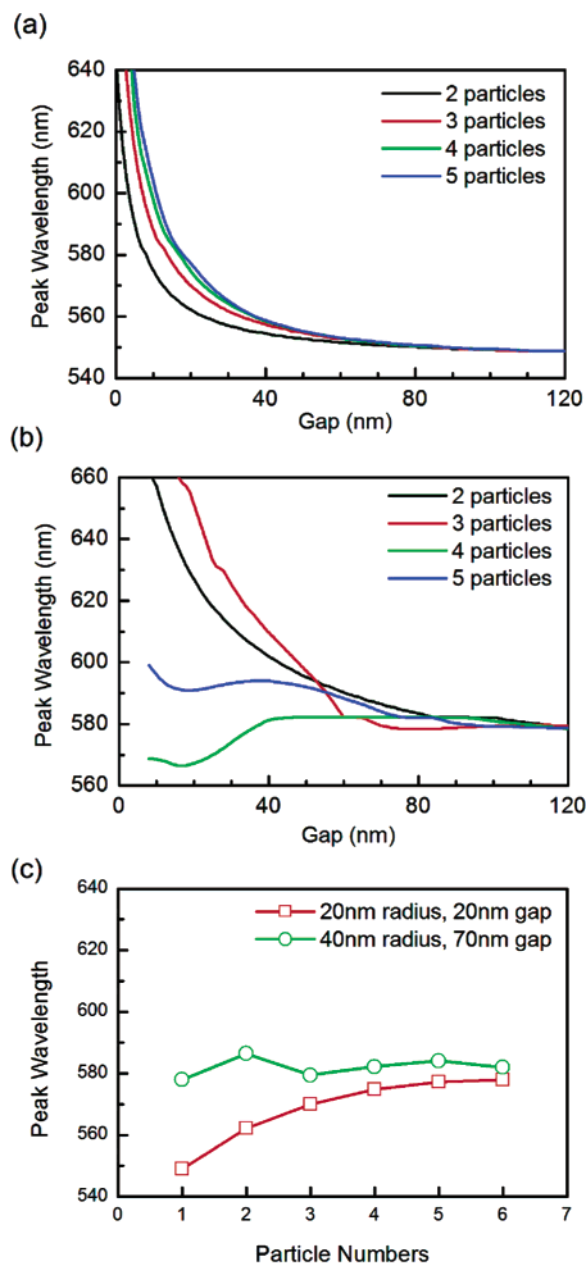 (a)
640
620
600
580
560
540
Peak Wavelength (nm)
2 particles
3 particles
4 particles
5 particles
0 40 80 120
Gap (nm)
(b)
660
640
620
600
580
560
Peak Wavelength (nm)
2 particles
3 particles
4 particles
5 particles
0 40 80 120
Gap (nm)
(c)
640
620
600
580
560
540
Peak Wavelength
20nm radius, 20nm gap
40nm radius, 70nm gap
0 1 2 3 4 5 6 7
Particle Numbers